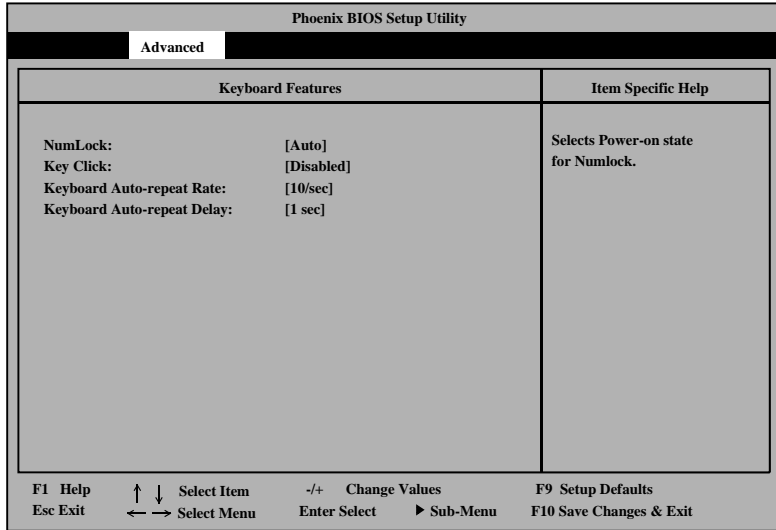 Phoenix BIOS Setup Utility
Advanced
Keyboard Features
Item Specific Help
NumLock: [Auto]
Key Click: [Disabled]
Keyboard Auto-repeat Rate: [10/sec]
Keyboard Auto-repeat Delay: [1 sec]
Selects Power-on state
for Numlock.
F1 Help ↑ ↓ Select Item -/+ Change Values F9 Setup Defaults
Esc Exit ← → Select Menu Enter Select ▶ Sub-Menu F10 Save Changes & Exit